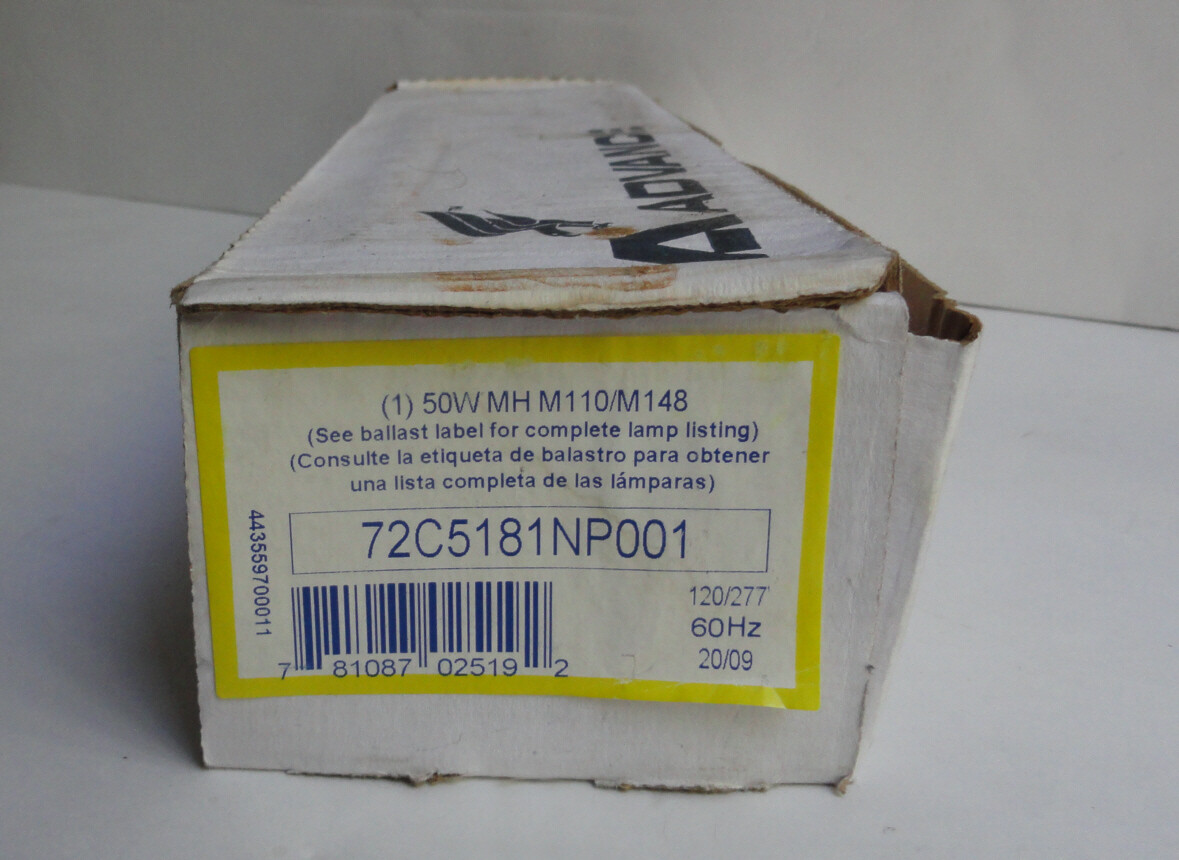 ADVANCE
(1) 50W MH M110/M148
(See ballast label for complete lamp listing)
(Consulte la etiqueta de balastro para obtener
una lista completa de las lámparas)
72C5181NP001
443559700011
120/277
60Hz
20/09
7 81087 02519 2